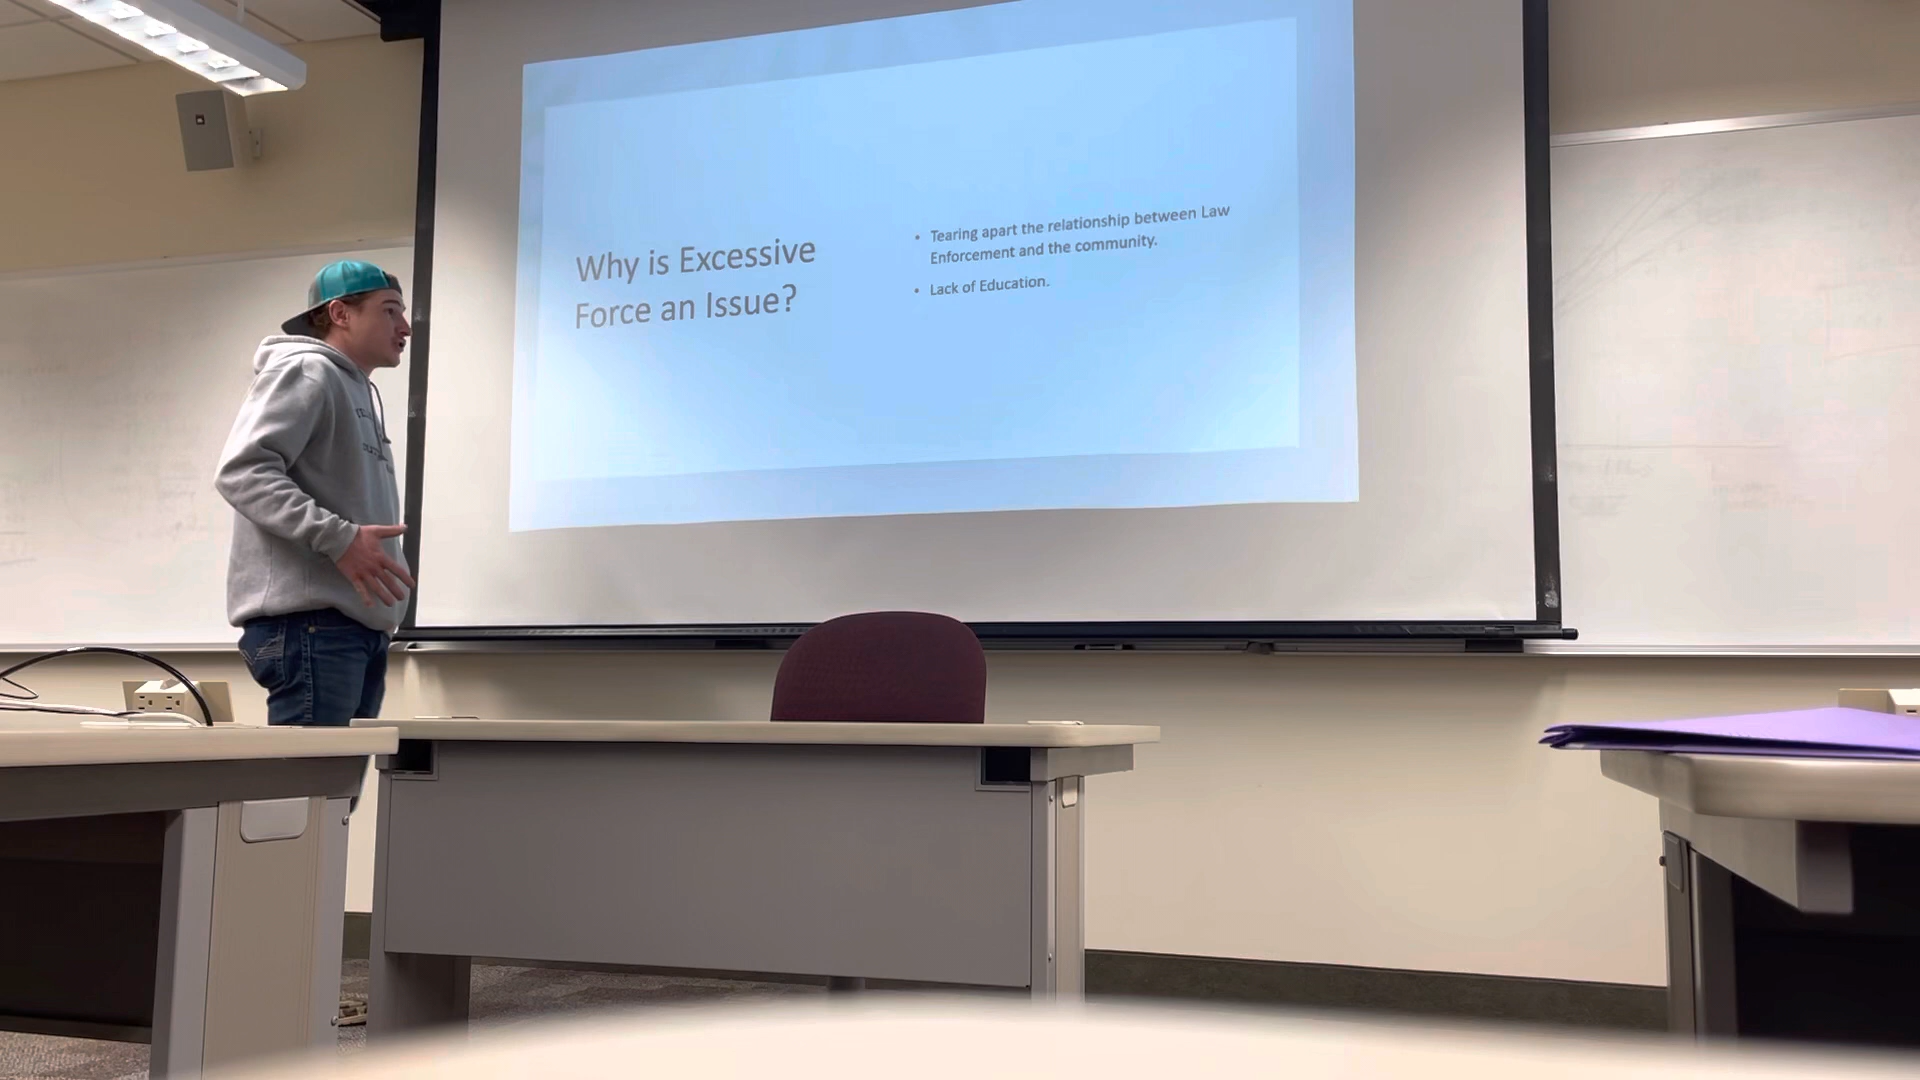 Why is Excessive
Force an Issue?
• Tearing apart the relationship between Law
Enforcement and the community.
• Lack of Education.